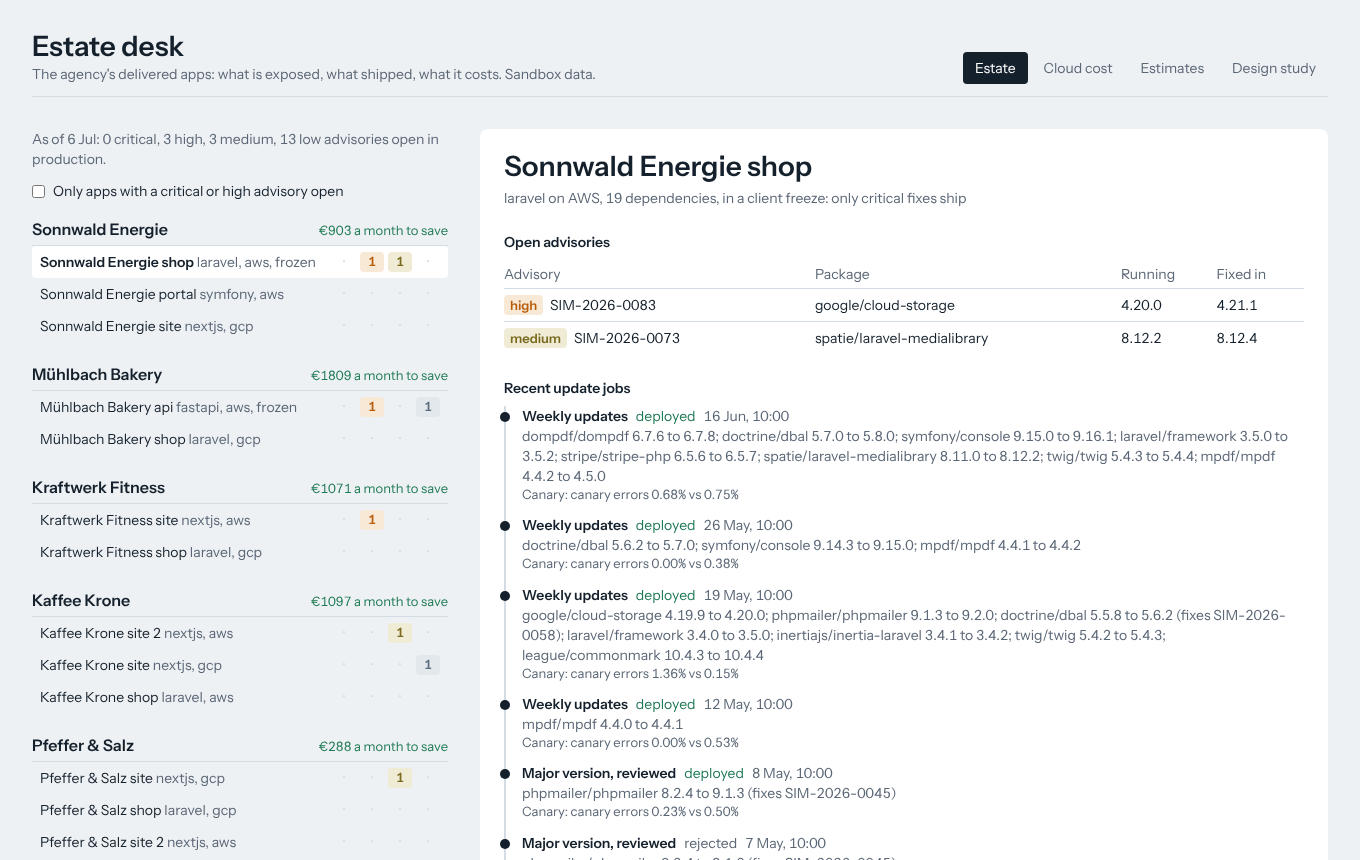 Estate desk
The agency's delivered apps: what is exposed, what shipped, what it costs. Sandbox data.
Estate
Cloud cost
Estimates
Design study
As of 6 Jul: 0 critical, 3 high, 3 medium, 13 low advisories open in
production.
Only apps with a critical or high advisory open
Sonnwald Energie €903 a month to save
Sonnwald Energie shop laravel, aws, frozen · 1 1 ·
Sonnwald Energie portal symfony, aws · · · ·
Sonnwald Energie site nextjs, gcp · · · ·
Mühlbach Bakery €1809 a month to save
Mühlbach Bakery api fastapi, aws, frozen · 1 · 1
Mühlbach Bakery shop laravel, gcp · · · ·
Kraftwerk Fitness €1071 a month to save
Kraftwerk Fitness site nextjs, aws · 1 · ·
Kraftwerk Fitness shop laravel, gcp · · · ·
Kaffee Krone €1097 a month to save
Kaffee Krone site 2 nextjs, aws · · 1 ·
Kaffee Krone site nextjs, gcp · · · 1
Kaffee Krone shop laravel, aws · · · ·
Pfeffer & Salz €288 a month to save
Pfeffer & Salz site nextjs, gcp · · 1 ·
Pfeffer & Salz shop laravel, gcp · · · ·
Pfeffer & Salz site 2 nextjs, aws · · · ·
Sonnwald Energie shop
laravel on AWS, 19 dependencies, in a client freeze: only critical fixes ship
Open advisories
Advisory Package Running Fixed in
high SIM-2026-0083 google/cloud-storage 4.20.0 4.21.1
medium SIM-2026-0073 spatie/laravel-medialibrary 8.12.2 8.12.4
Recent update jobs
Weekly updates deployed 16 Jun, 10:00
dompdf/dompdf 6.7.6 to 6.7.8; doctrine/dbal 5.7.0 to 5.8.0; symfony/console 9.15.0 to 9.16.1; laravel/framework 3.5.0 to
3.5.2; stripe/stripe-php 6.5.6 to 6.5.7; spatie/laravel-medialibrary 8.11.0 to 8.12.2; twig/twig 5.4.3 to 5.4.4; mpdf/mpdf
4.4.2 to 4.5.0
Canary: canary errors 0.68% vs 0.75%
Weekly updates deployed 26 May, 10:00
doctrine/dbal 5.6.2 to 5.7.0; symfony/console 9.14.3 to 9.15.0; mpdf/mpdf 4.4.1 to 4.4.2
Canary: canary errors 0.00% vs 0.38%
Weekly updates deployed 19 May, 10:00
google/cloud-storage 4.19.9 to 4.20.0; phpmailer/phpmailer 9.1.3 to 9.2.0; doctrine/dbal 5.5.8 to 5.6.2 (fixes SIM-2026-
0058); laravel/framework 3.4.0 to 3.5.0; inertiajs/inertia-laravel 3.4.1 to 3.4.2; twig/twig 5.4.2 to 5.4.3;
league/commonmark 10.4.3 to 10.4.4
Canary: canary errors 1.36% vs 0.15%
Weekly updates deployed 12 May, 10:00
mpdf/mpdf 4.4.0 to 4.4.1
Canary: canary errors 0.00% vs 0.53%
Major version, reviewed deployed 8 May, 10:00
phpmailer/phpmailer 8.2.4 to 9.1.3 (fixes SIM-2026-0045)
Canary: canary errors 0.23% vs 0.50%
Major version, reviewed rejected 7 May, 10:00